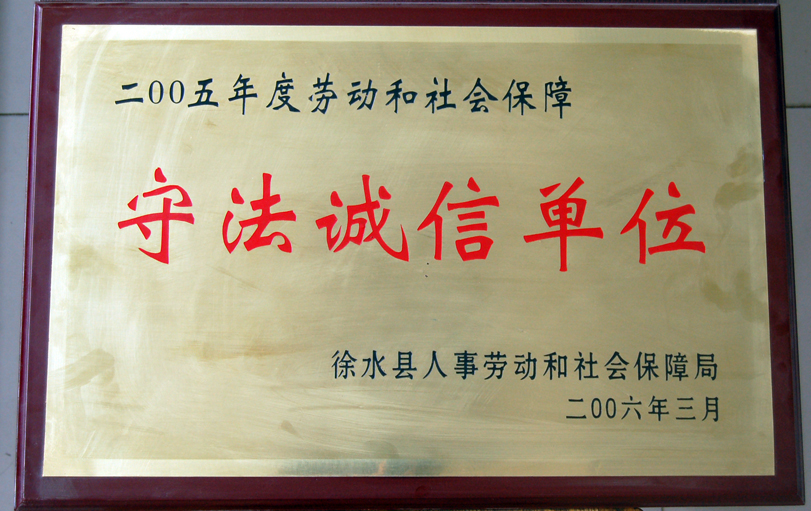 二00五年度劳动和社会保障
守法诚信单位
徐水县人事劳动和社会保障局
二00六年三月